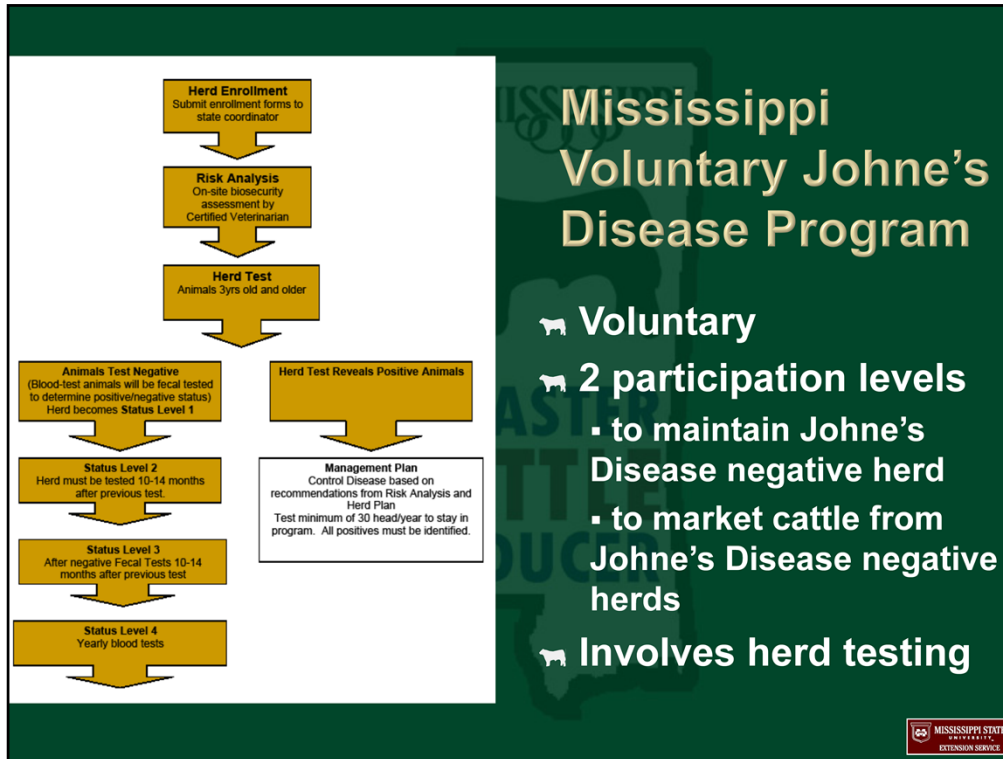 Herd Enrollment
Submit enrollment forms to
state coordinator
Risk Analysis
On-site biosecurity
assessment by
Certified Veterinarian
Herd Test
Animals 3yrs old and older
Animals Test Negative
(Blood-test animals will be fecal tested
to determine positive/negative status)
Herd becomes Status Level 1
Herd Test Reveals Positive Animals
Status Level 2
Herd must be tested 10-14 months
after previous test.
Management Plan
Control Disease based on
recommendations from Risk Analysis and
Herd Plan
Test minimum of 30 head/year to stay in
program. All positives must be identified.
Status Level 3
After negative Fecal Tests 10-14
months after previous test
Status Level 4
Yearly blood tests
Mississippi
Voluntary Johne’s
Disease Program
Voluntary
2 participation levels
▪ to maintain Johne’s
Disease negative herd
▪ to market cattle from
Johne’s Disease negative
herds
Involves herd testing
MISSISSIPPI STATE
UNIVERSITY
EXTENSION SERVICE